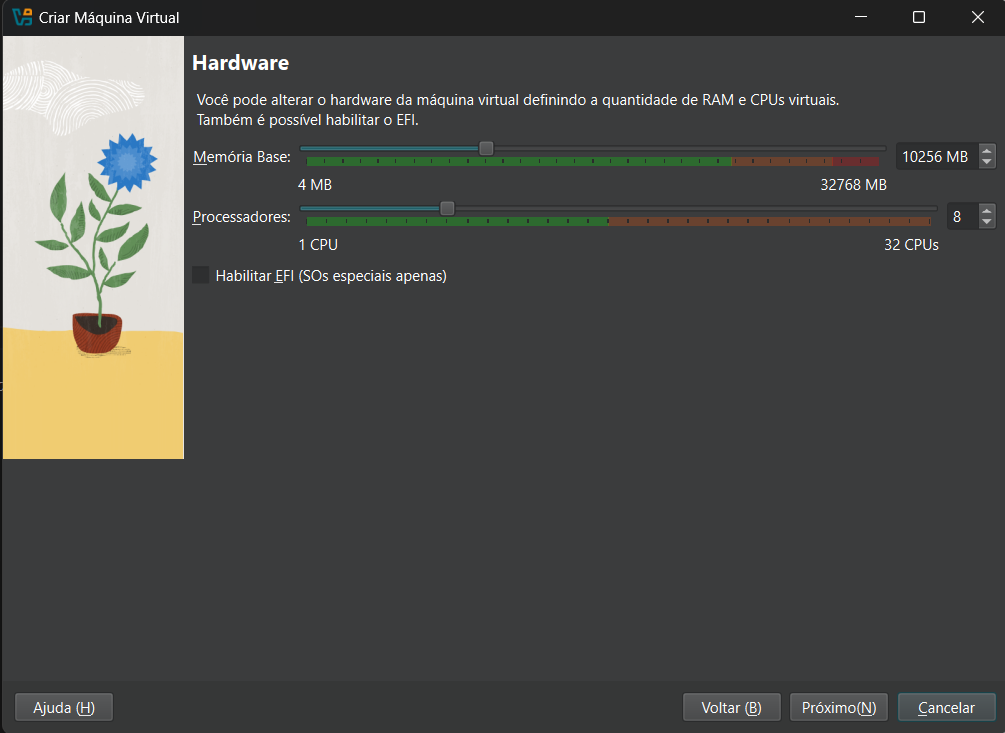 Criar Máquina Virtual
Hardware
Você pode alterar o hardware da máquina virtual definindo a quantidade de RAM e CPUs virtuais.
Também é possível habilitar o EFI.
Memória Base:
10256 MB
4 MB
32768 MB
Processadores:
8
1 CPU
32 CPUs
Habilitar EFI (SOs especiais apenas)
Ajuda (H)
Voltar (B)
Próximo(N)
Cancelar